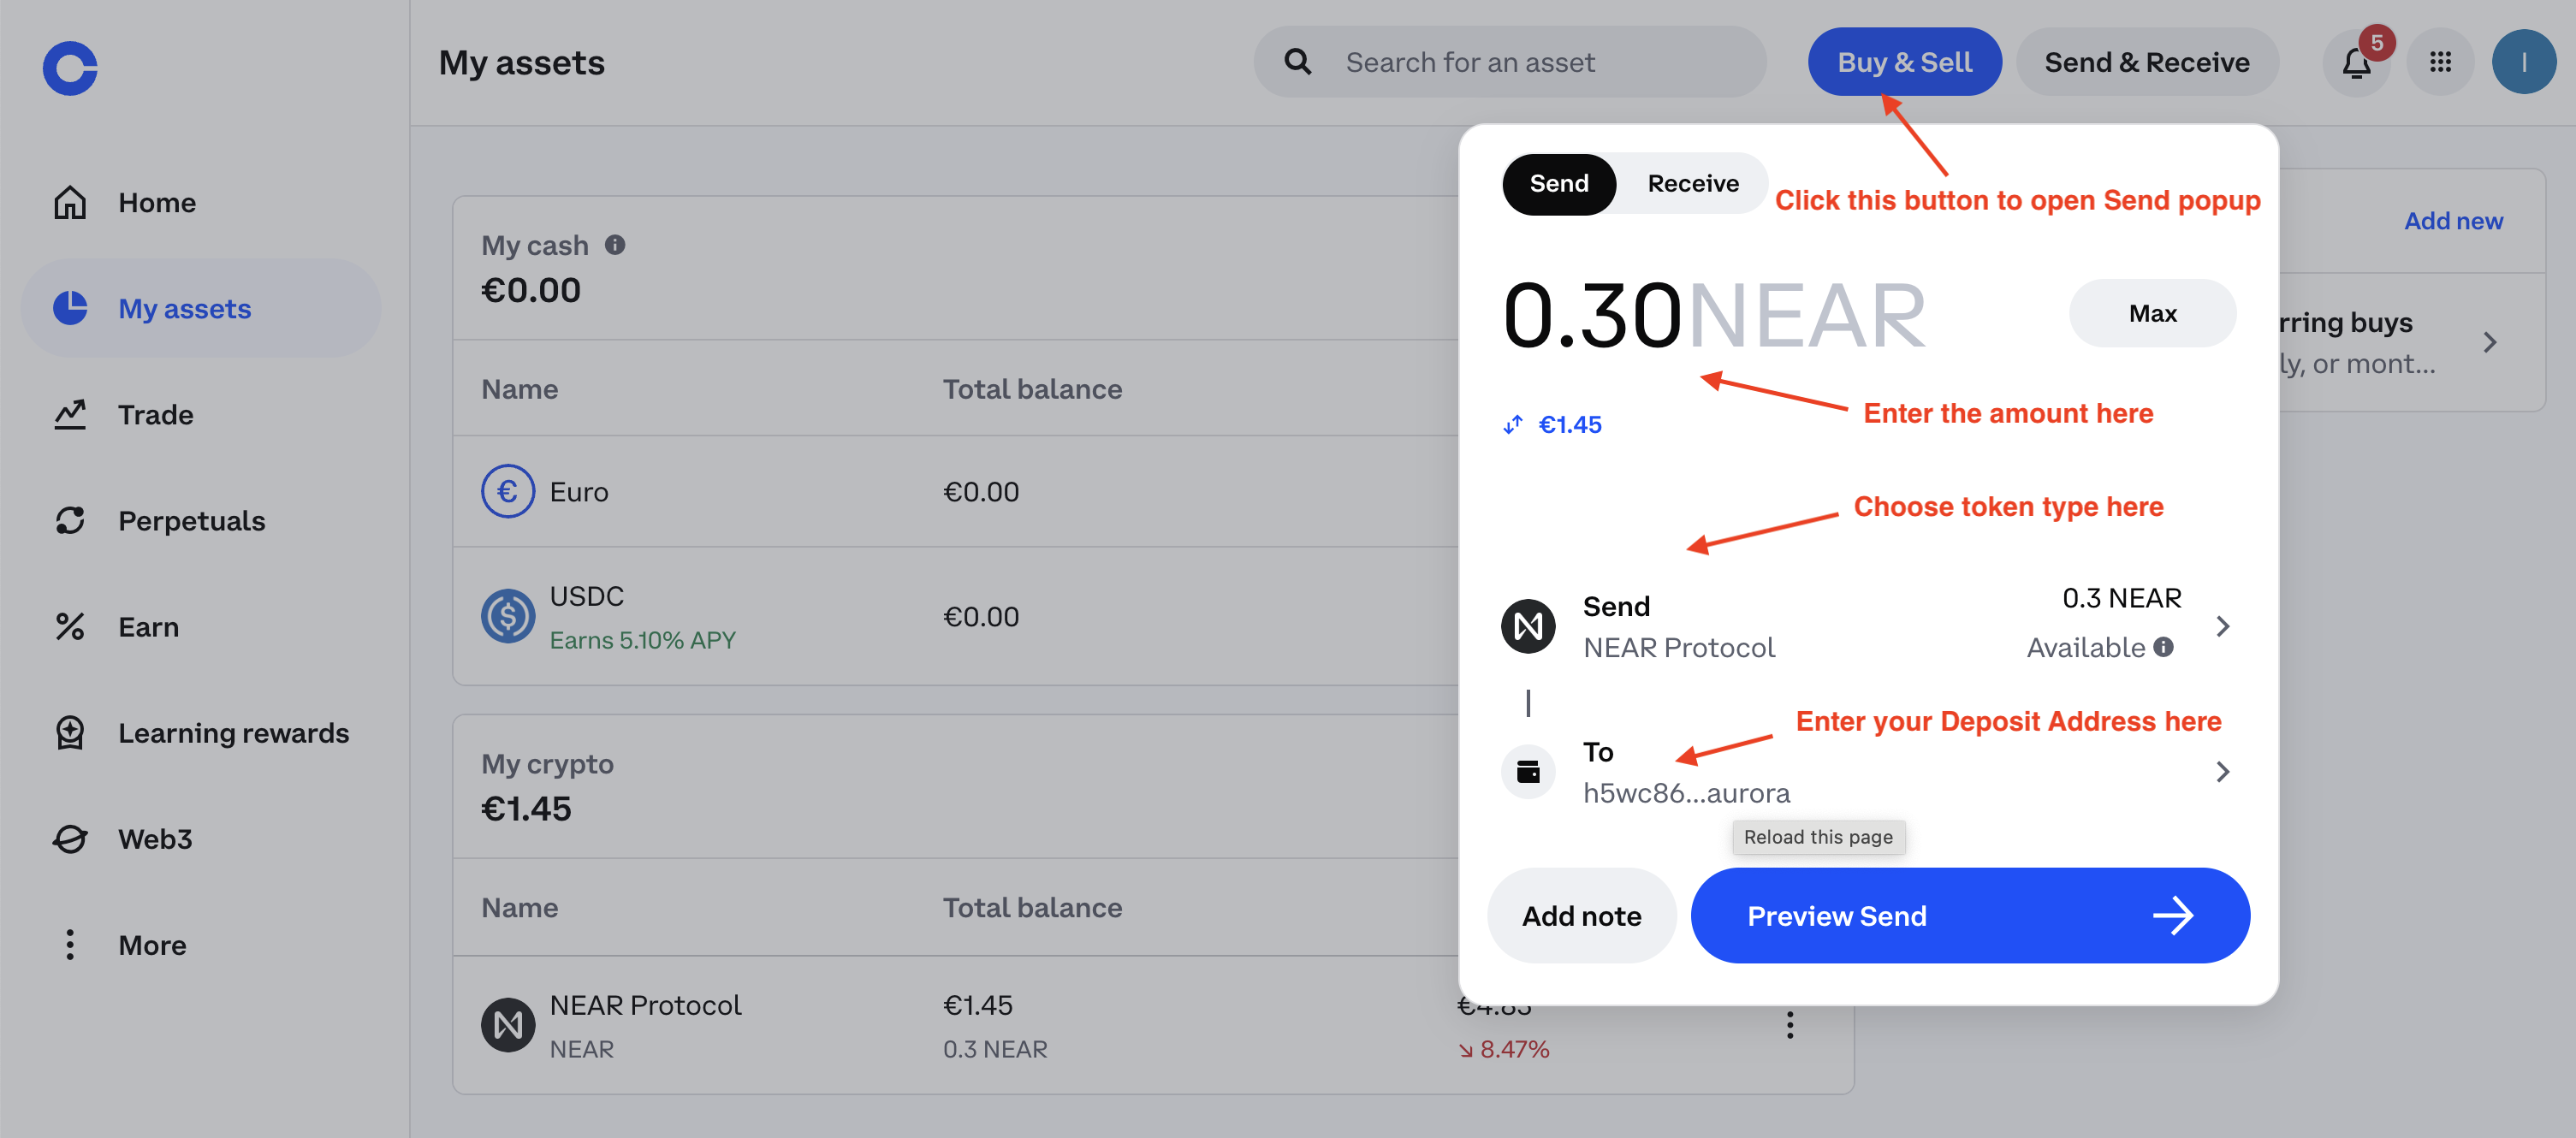 My assets
Search for an asset
Buy & Sell
Send & Receive
5
I
Home
My assets
Trade
Perpetuals
Earn
Learning rewards
Web3
More
My cash
€0.00
Name Total balance
Euro €0.00
USDC
Earns 5.10% APY
€0.00
My crypto
€1.45
Name Total balance
NEAR Protocol €1.45 €4.83
NEAR 0.3 NEAR 8.47%
Send Receive
Click this button to open Send popup
0.30NEAR
Max
Enter the amount here
€1.45
Choose token type here
Send
NEAR Protocol
0.3 NEAR
Available
Enter your Deposit Address here
To
h5wc86...aurora
Reload this page
Add note
Preview Send
Add new
rring buys
ly, or mont...